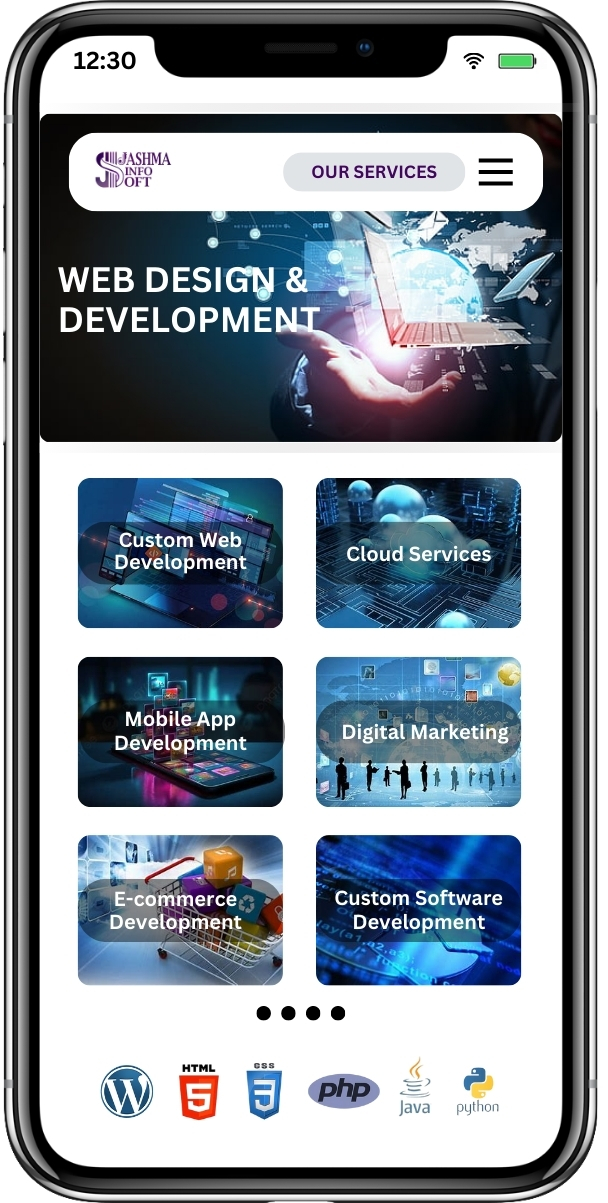 12:30
JASHMA
INFO
SOFT
OUR SERVICES
WEB DESIGN &
DEVELOPMENT
Custom Web
Development
Cloud Services
Mobile App
Development
Digital Marketing
E-commerce
Development
Custom Software
Development
HTML
5
CSS
3
php
Java
python